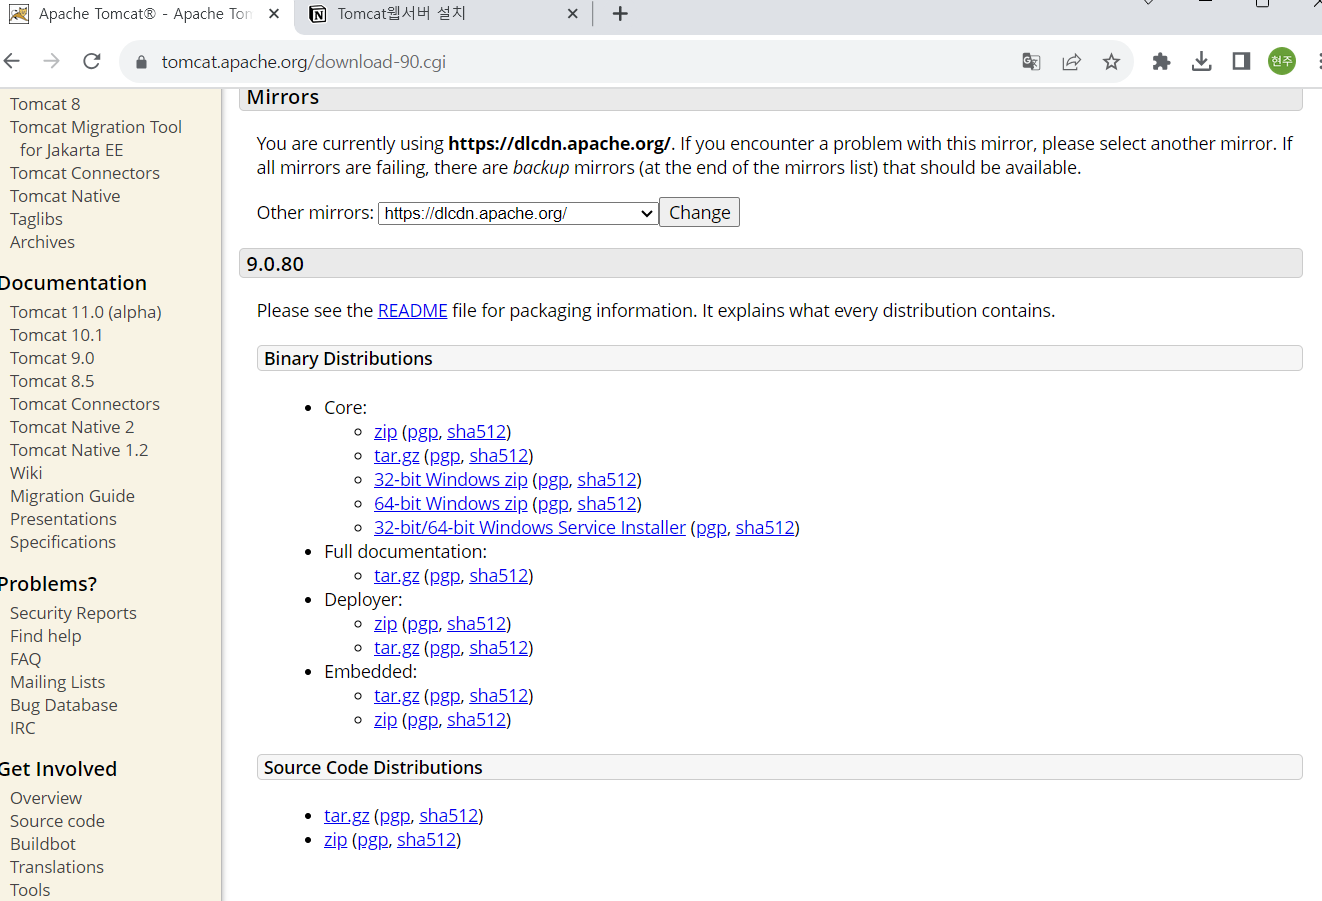 Apache Tomcat® - Apache Tom
Tomcat웹서버 설치
tomcat.apache.org/download-90.cgi
현주
Tomcat 8
Tomcat Migration Tool
for Jakarta EE
Tomcat Connectors
Tomcat Native
Taglibs
Archives
Documentation
Tomcat 11.0 (alpha)
Tomcat 10.1
Tomcat 9.0
Tomcat 8.5
Tomcat Connectors
Tomcat Native 2
Tomcat Native 1.2
Wiki
Migration Guide
Presentations
Specifications
Problems?
Security Reports
Find help
FAQ
Mailing Lists
Bug Database
IRC
Get Involved
Overview
Source code
Buildbot
Translations
Tools
Mirrors
You are currently using https://dlcdn.apache.org/. If you encounter a problem with this mirror, please select another mirror. If
all mirrors are failing, there are backup mirrors (at the end of the mirrors list) that should be available.
Other mirrors: https://dlcdn.apache.org/ Change
9.0.80
Please see the README file for packaging information. It explains what every distribution contains.
Binary Distributions
Core:
zip (pgp, sha512)
tar.gz (pgp, sha512)
32-bit Windows zip (pgp, sha512)
64-bit Windows zip (pgp, sha512)
32-bit/64-bit Windows Service Installer (pgp, sha512)
Full documentation:
tar.gz (pgp, sha512)
Deployer:
zip (pgp, sha512)
tar.gz (pgp, sha512)
Embedded:
tar.gz (pgp, sha512)
zip (pgp, sha512)
Source Code Distributions
tar.gz (pgp, sha512)
zip (pgp, sha512)